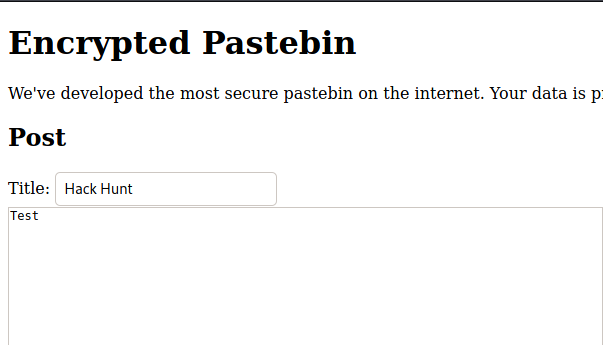 Encrypted Pastebin
We've developed the most secure pastebin on the internet. Your data is
Post
Title: Hack Hunt
Test